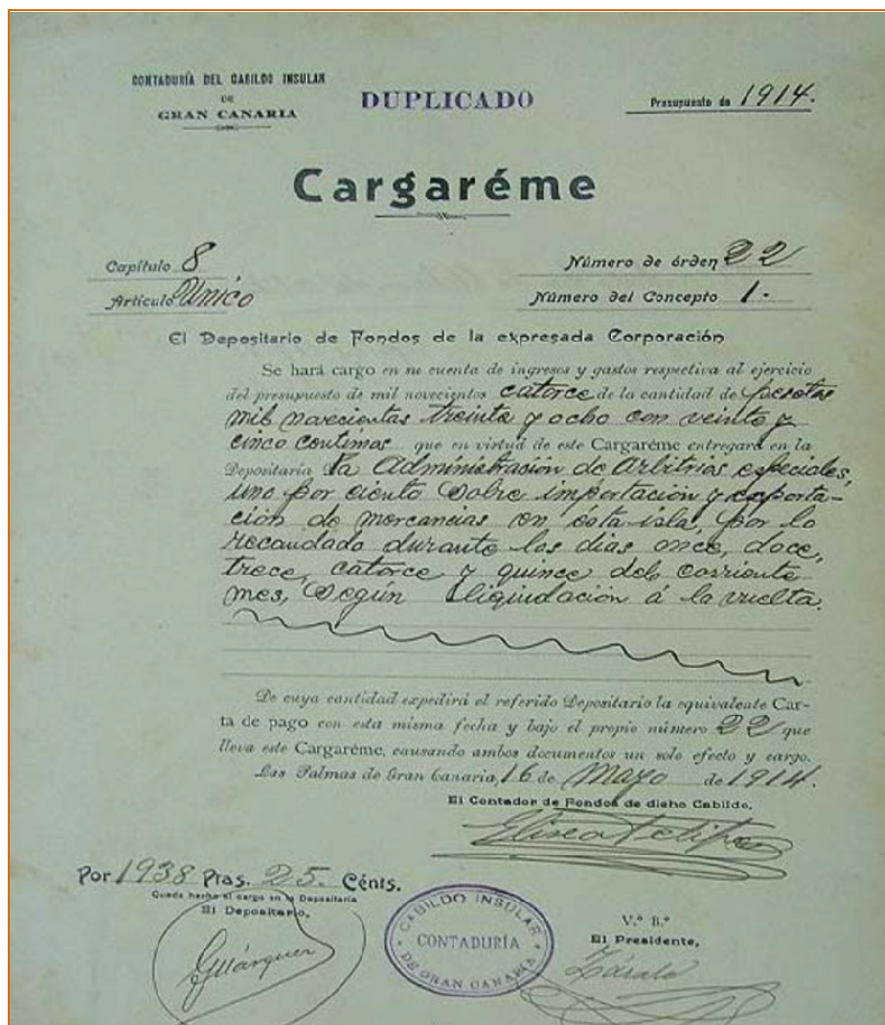 CONTADURÍA DEL CABILDO INSULAR
DE
GRAN CANARIA
DUPLICADO
Presupuesto de 1914.
Cargaréme
Capítulo 8
Número de órden 22
Artículo Único
Número del Concepto 1.-
El Depositario de Fondos de la expresada Corporación
Se hará cargo en su cuenta de ingresos y gastos respectiva al ejercicio
del presupuesto de mil novecientos catorce de la cantidad de pesetas
mil novecientas treinta y ocho con veinte y
cinco centimos que en virtud de este Cargaréme entregará en la
Depositaría la Administración de Arbitrios especiales,
uno por ciento sobre importación y exporta-
ción de mercancias en ésta isla, por lo
recaudado durante los dias once, doce,
trece, catorce y quince del corriente
mes, según liquidación á la vuelta.
De cuya cantidad expedirá el referido Depositario la equivalente Car-
ta de pago con esta misma fecha y bajo el propio número 22 que
lleva este Cargaréme, causando ambos documentos un solo efecto y cargo.
Las Palmas de Gran Canaria, 16 de Mayo de 1914.
El Contador de Fondos de dicho Cabildo,
Por 1938 Ptas. 25. Cénts.
Queda hecho el cargo en la Depositaría
El Depositario,
CABILDO INSULAR
CONTADURÍA
DE GRAN CANARIA
V.º B.º
El Presidente,